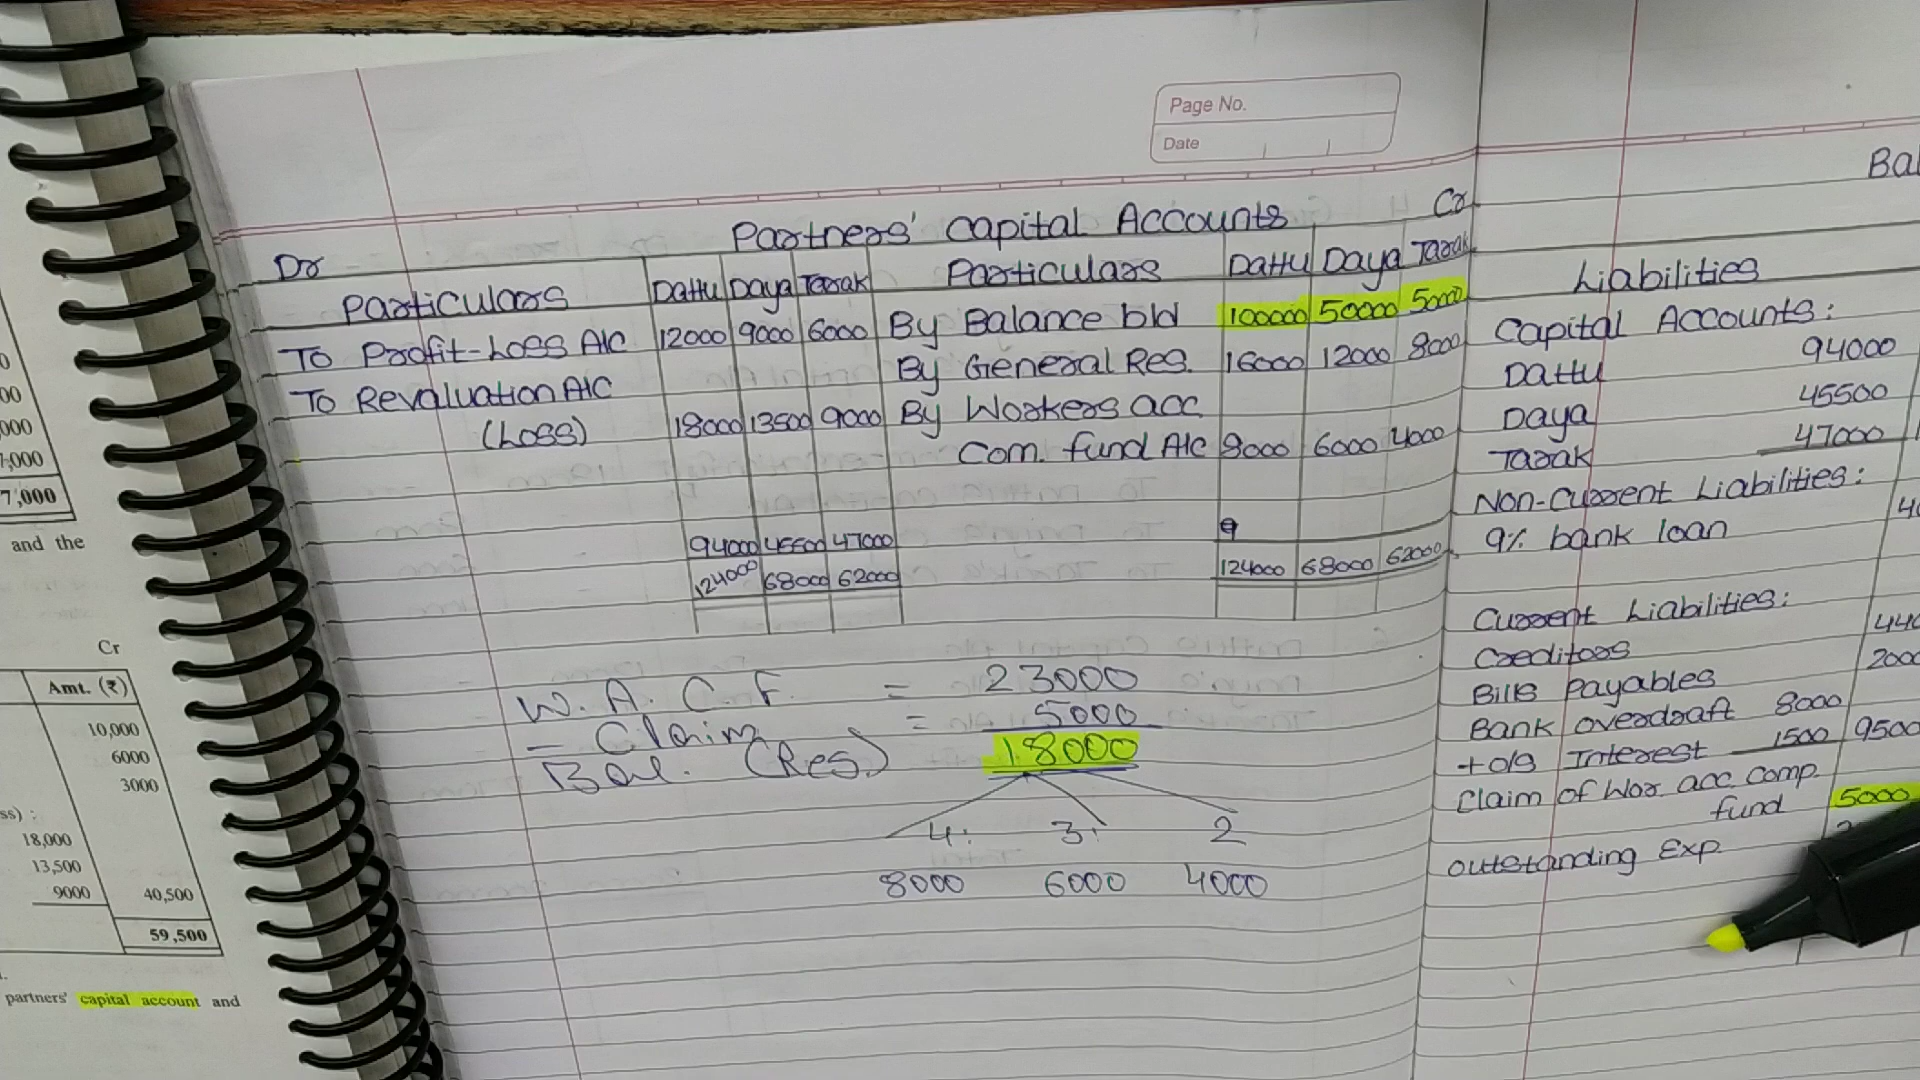 Page No.
Date
Partners' Capital Accounts
Dr
Cr
Particulars Dattu Daya Tarak Particulars Dattu Daya Tarak
To Profit-Loss A/C 12000 9000 6000 By Balance b/d 100000 50000 50000
By General Res. 16000 12000 8000
To Revaluation A/C
(Loss) 18000 13500 9000 By Workers acc.
Com. fund A/c 8000 6000 4000
94000 45500 47000
124000 68000 62000 124000 68000 62000
W. A. C. F. = 23000
- Claim = 5000
Bal. (Res.) 18000
4: 3: 2
8000 6000 4000
Bal
Liabilities
Capital Accounts:
Dattu 94000
Daya 45500
Tarak 47000
Non-Current Liabilities:
9% bank loan
Current Liabilities:
Creditors
Bills Payables
Bank overdraft 8000
+ o/s Interest 1500 9500
Claim of Wor. acc. comp.
fund 5000
outstanding Exp.
7,000
and the
Cr
Amt. (₹)
10,000
6000
3000
18,000
13,500
9000 40,500
59,500
partners' capital account and